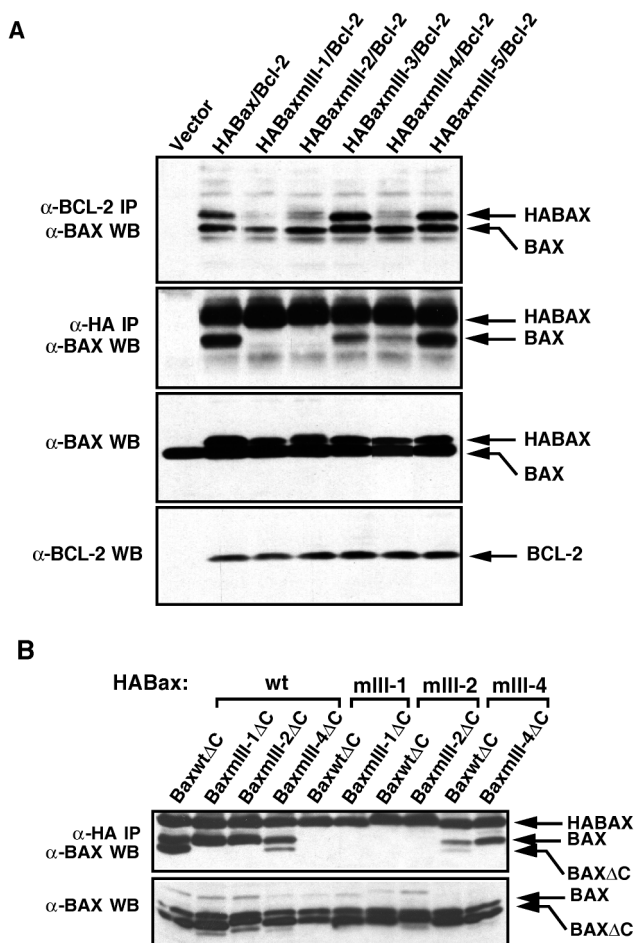 A
Vector
HABax/Bcl-2
HABaxmIII-1/Bcl-2
HABaxmIII-2/Bcl-2
HABaxmIII-3/Bcl-2
HABaxmIII-4/Bcl-2
HABaxmIII-5/Bcl-2
α-BCL-2 IP
α-BAX WB
HABAX
BAX
α-HA IP
α-BAX WB
HABAX
BAX
α-BAX WB
HABAX
BAX
α-BCL-2 WB
BCL-2
B
HABax: wt mIII-1 mIII-2 mIII-4
BaxwtΔC
BaxmIII-1ΔC
BaxmIII-2ΔC
BaxmIII-4ΔC
BaxwtΔC
BaxmIII-1ΔC
BaxwtΔC
BaxmIII-2ΔC
BaxwtΔC
BaxmIII-4ΔC
α-HA IP
α-BAX WB
HABAX
BAX
BAXΔC
α-BAX WB
BAX
BAXΔC